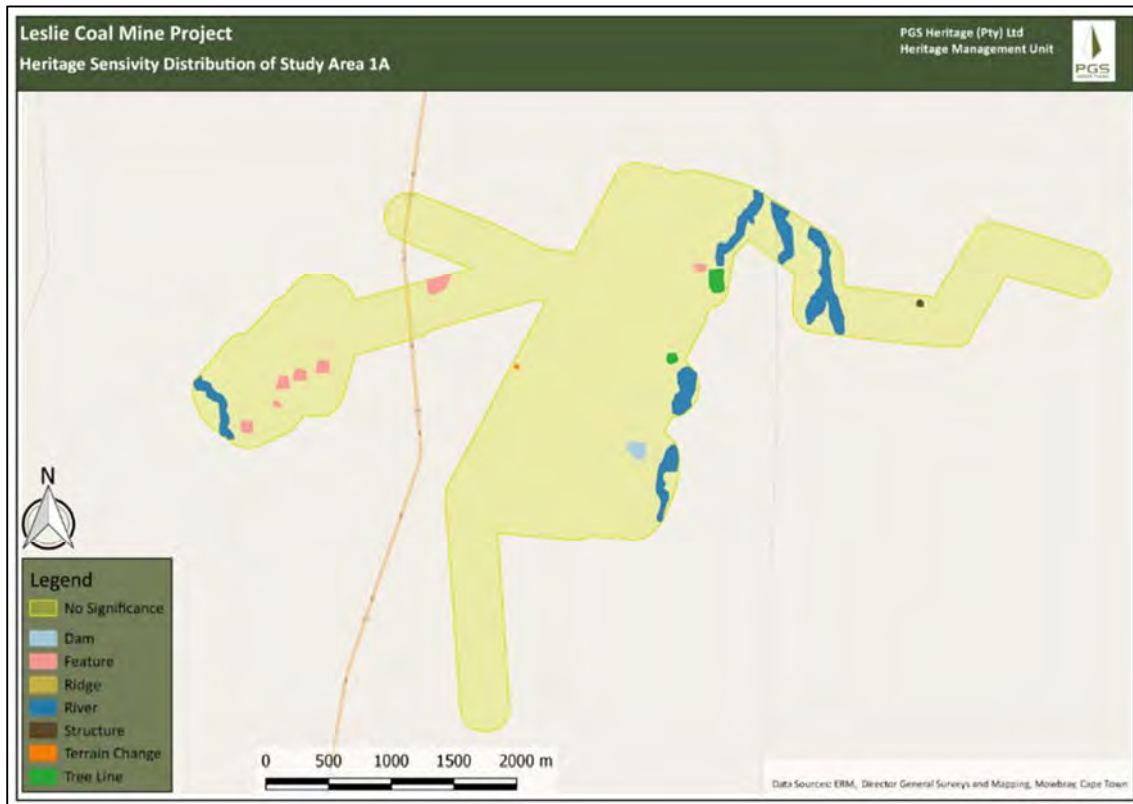 Leslie Coal Mine Project
Heritage Sensivity Distribution of Study Area 1A
PGS Heritage (Pty) Ltd
Heritage Management Unit
PGS
N
Legend
No Significance
Dam
Feature
Ridge
River
Structure
Terrain Change
Tree Line
0 500 1000 1500 2000 m
Data Sources: ERM, Director General Surveys and Mapping, Mowbray, Cape Town